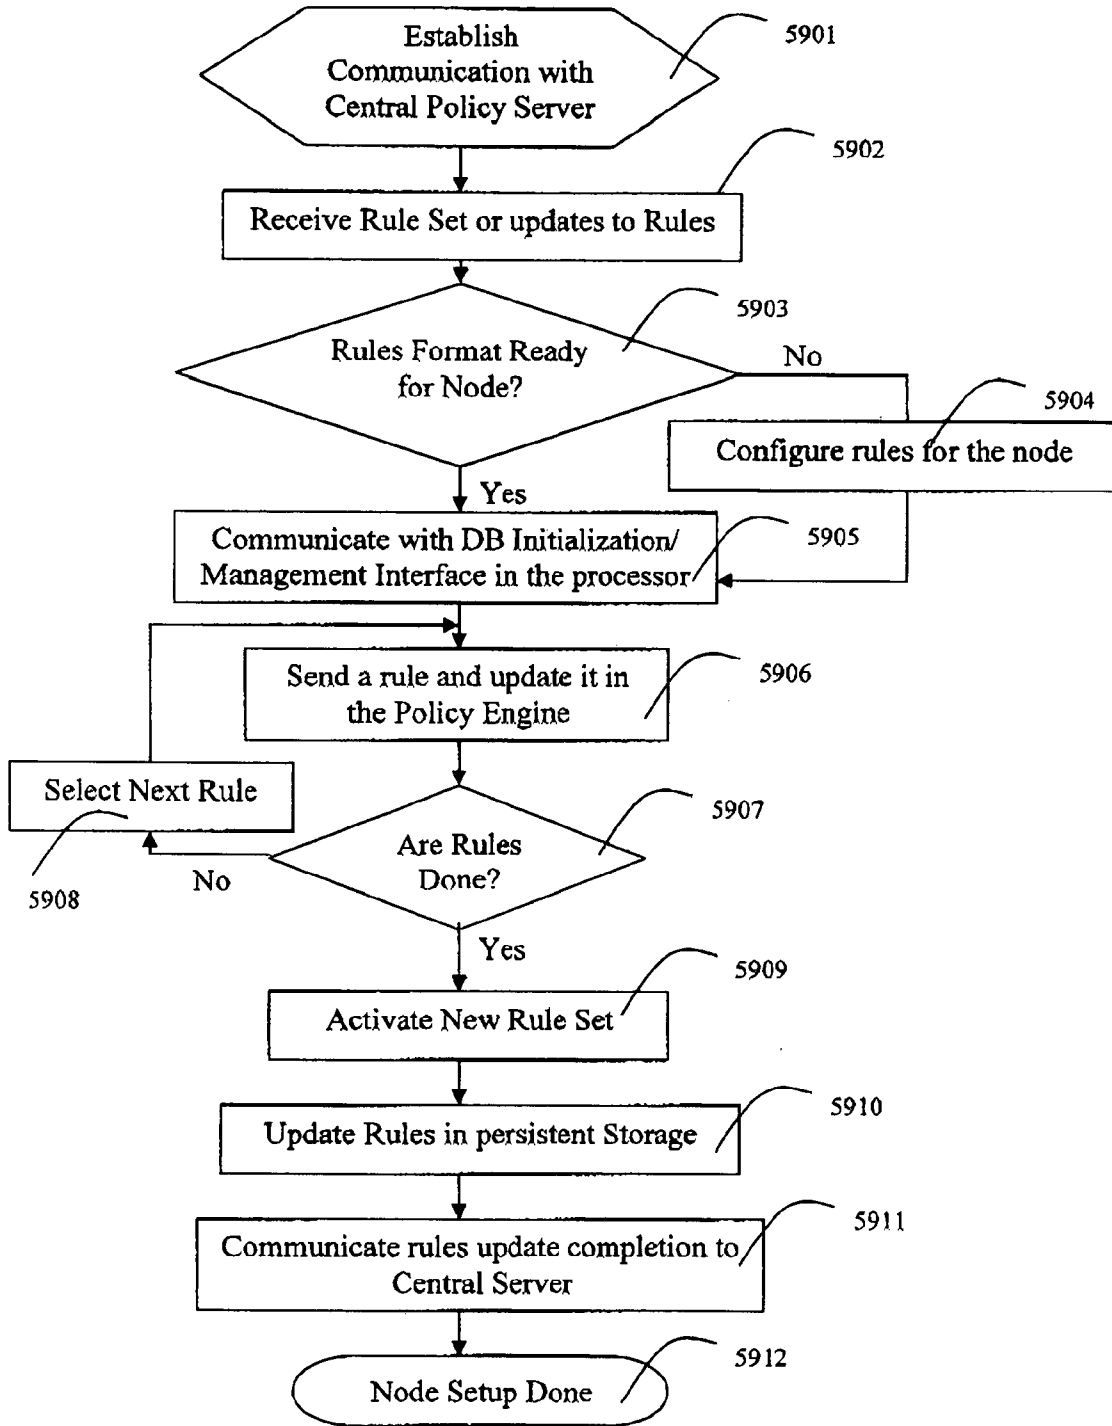 Establish
Communication with
Central Policy Server
5901
5902
Receive Rule Set or updates to Rules
5903
Rules Format Ready
for Node?
No
5904
Configure rules for the node
Yes
Communicate with DB Initialization/
Management Interface in the processor
5905
Send a rule and update it in
the Policy Engine
5906
Select Next Rule
5907
Are Rules
Done?
No
5908
Yes
5909
Activate New Rule Set
5910
Update Rules in persistent Storage
5911
Communicate rules update completion to
Central Server
5912
Node Setup Done